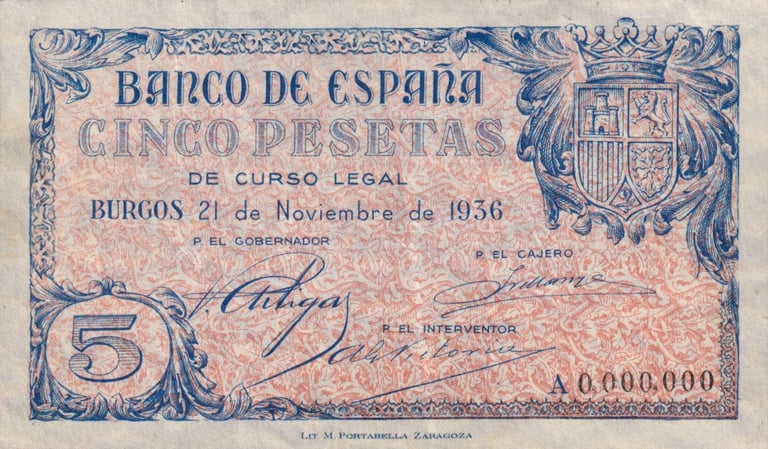 BANCO DE ESPAÑA
CINCO PESETAS
DE CURSO LEGAL
BURGOS 21 de Noviembre de 1936
P. EL GOBERNADOR
P. EL CAJERO
P. EL INTERVENTOR
5
A 0.000.000
LIT. M. PORTABELLA ZARAGOZA